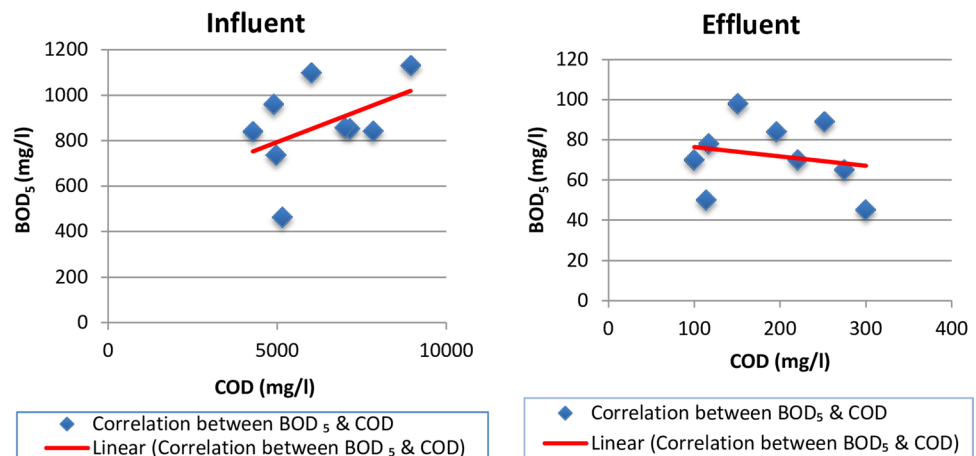 Influent
1200
1000
800
600
400
200
0
BOD₅ (mg/l)
0 5000 10000
COD (mg/l)
Correlation between BOD ₅ & COD
Linear (Correlation between BOD ₅ & COD)
Effluent
120
100
80
60
40
20
0
BOD₅ (mg/l)
0 100 200 300 400
COD (mg/l)
Correlation between BOD₅ & COD
Linear (Correlation between BOD₅ & COD)